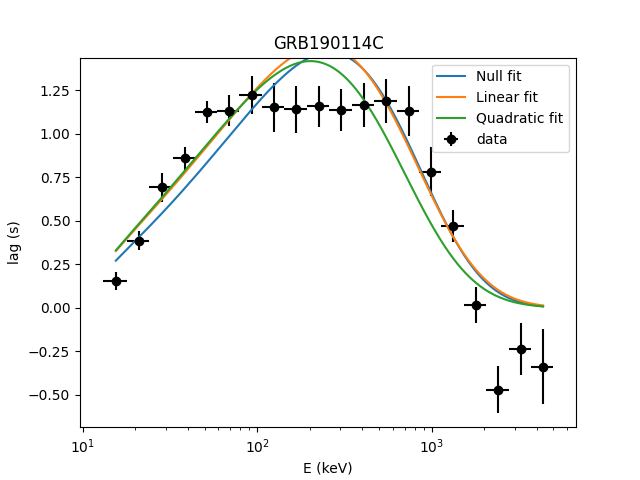 GRB190114C
Null fit
Linear fit
Quadratic fit
data
lag (s)
1.25
1.00
0.75
0.50
0.25
0.00
−0.25
−0.50
10¹ 10² 10³
E (keV)